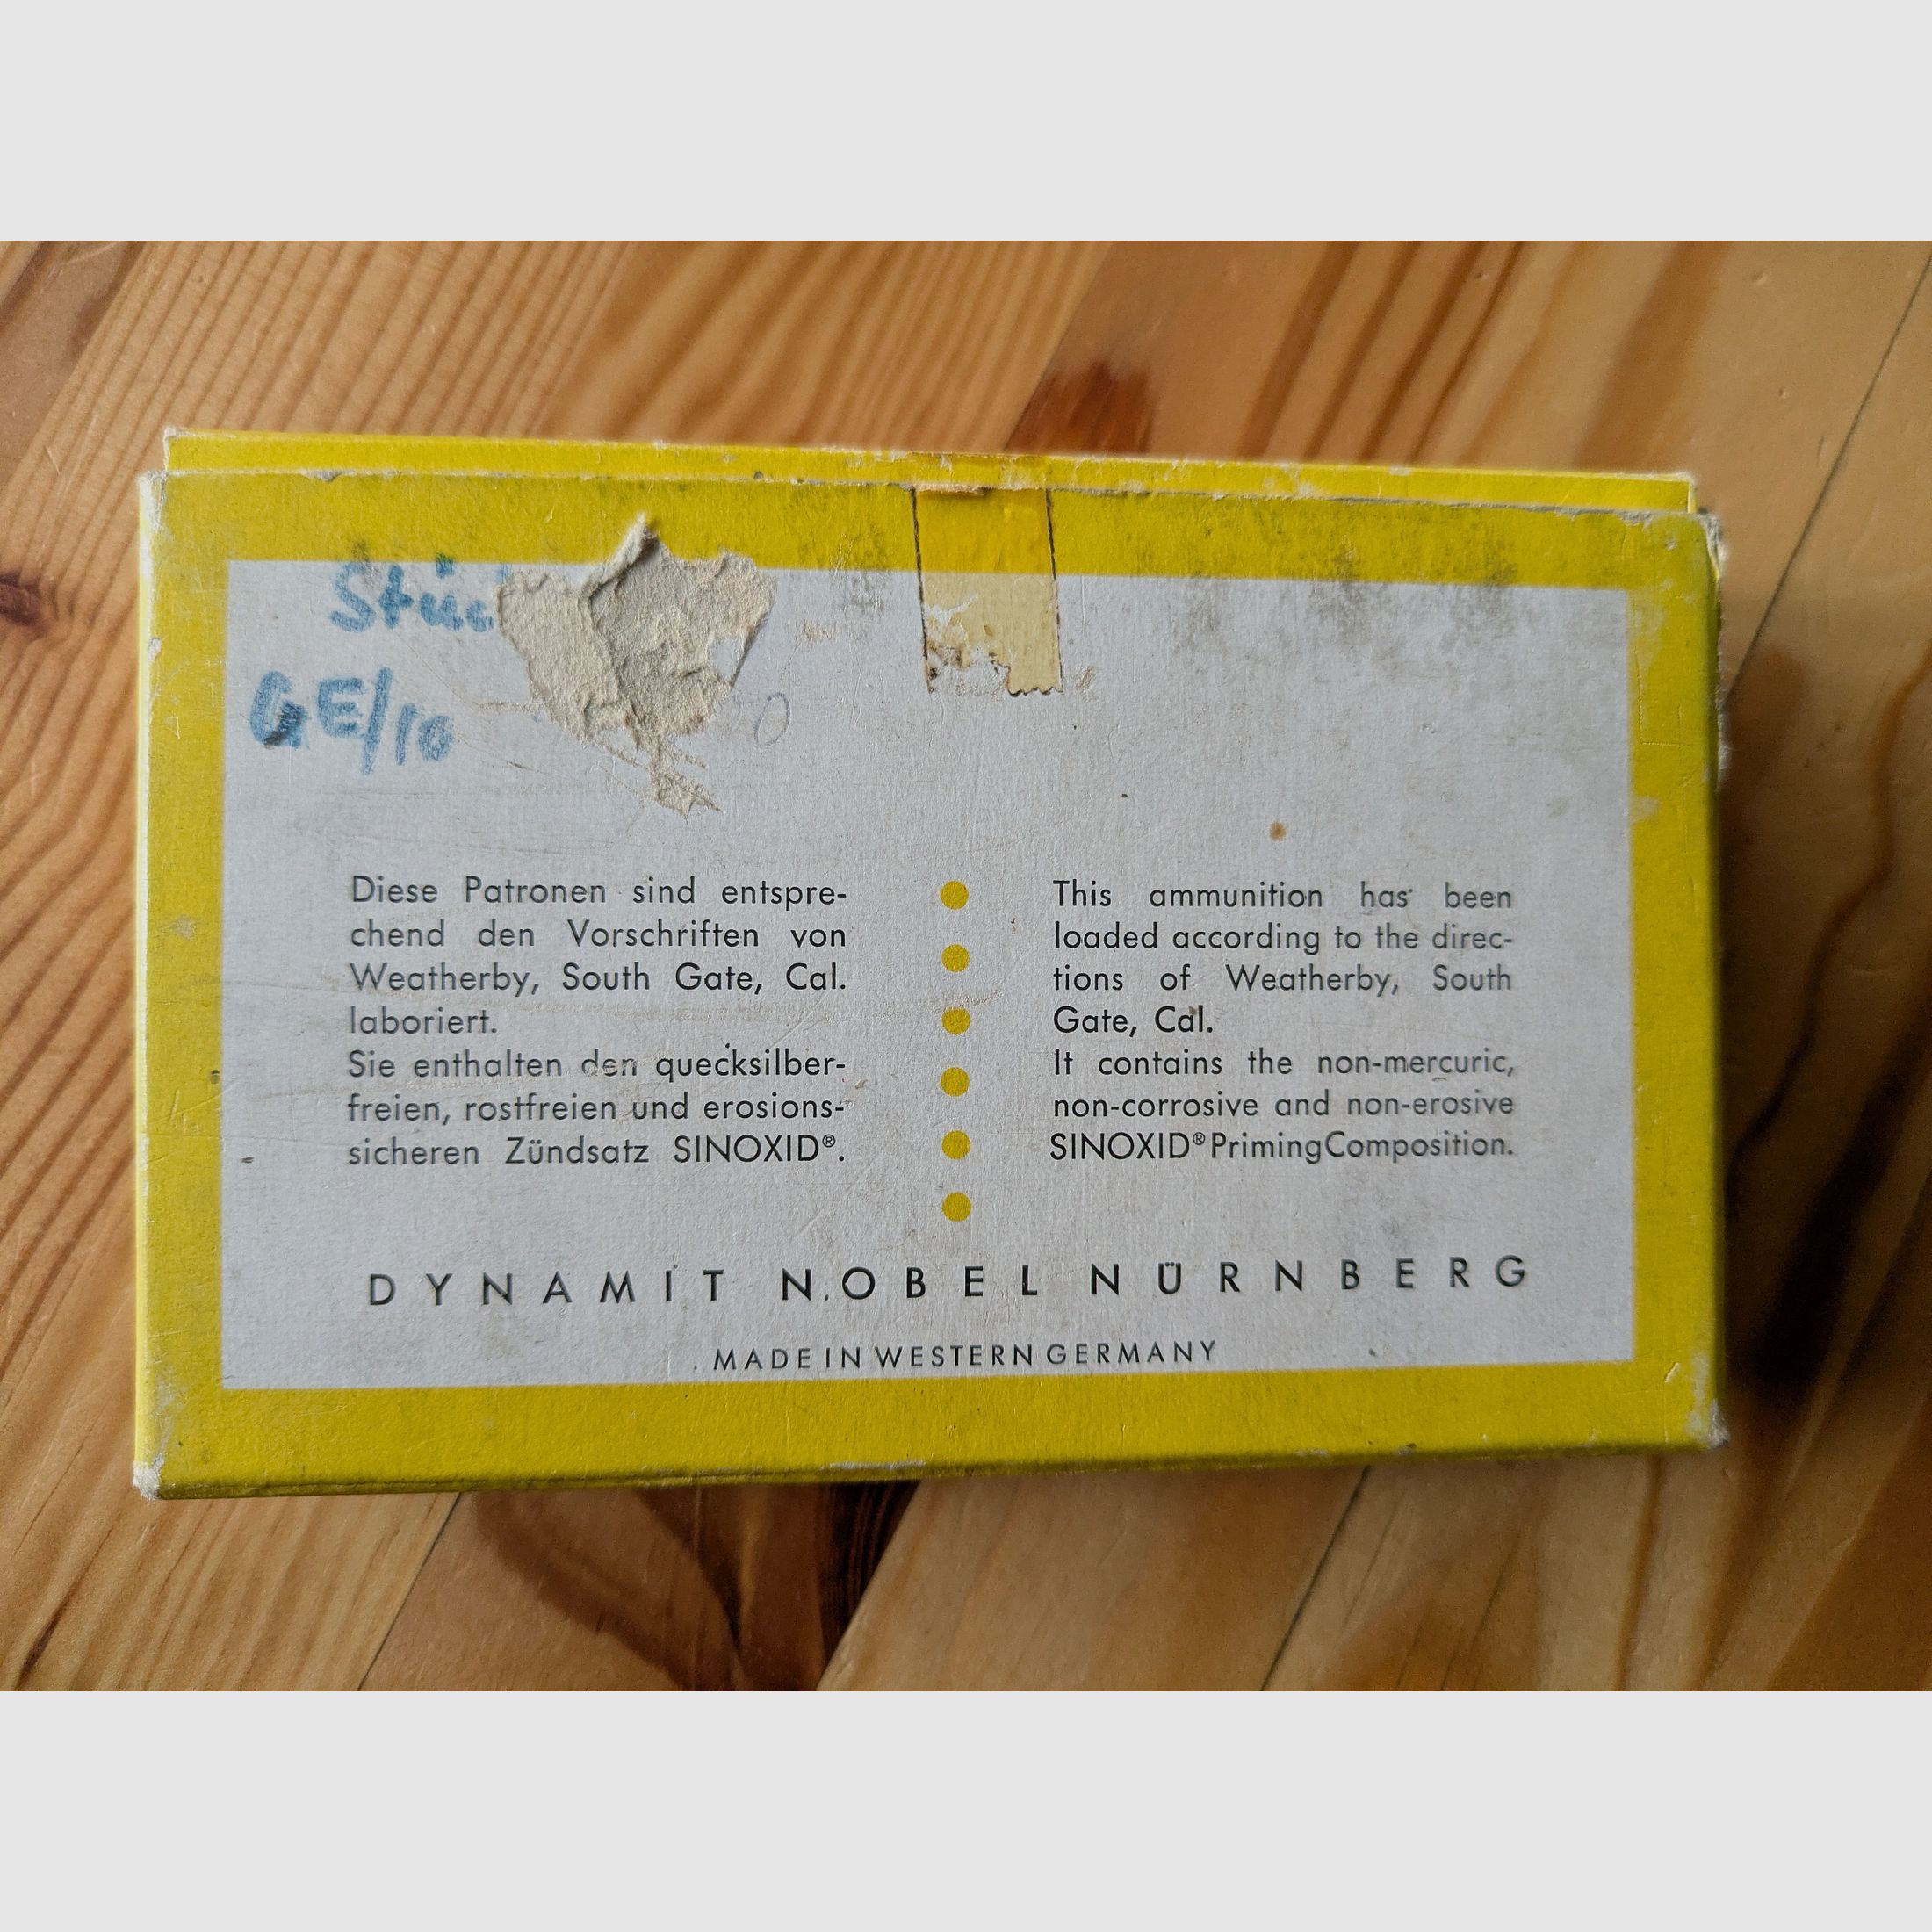 GE/10
Diese Patronen sind entspre-
chend den Vorschriften von
Weatherby, South Gate, Cal.
laboriert.
Sie enthalten den quecksilber-
freien, rostfreien und erosions-
sicheren Zündsatz SINOXID®.
This ammunition has been
loaded according to the direc-
tions of Weatherby, South
Gate, Cal.
It contains the non-mercuric,
non-corrosive and non-erosive
SINOXID® Priming Composition.
DYNAMIT NOBEL NÜRNBERG
MADE IN WESTERN GERMANY